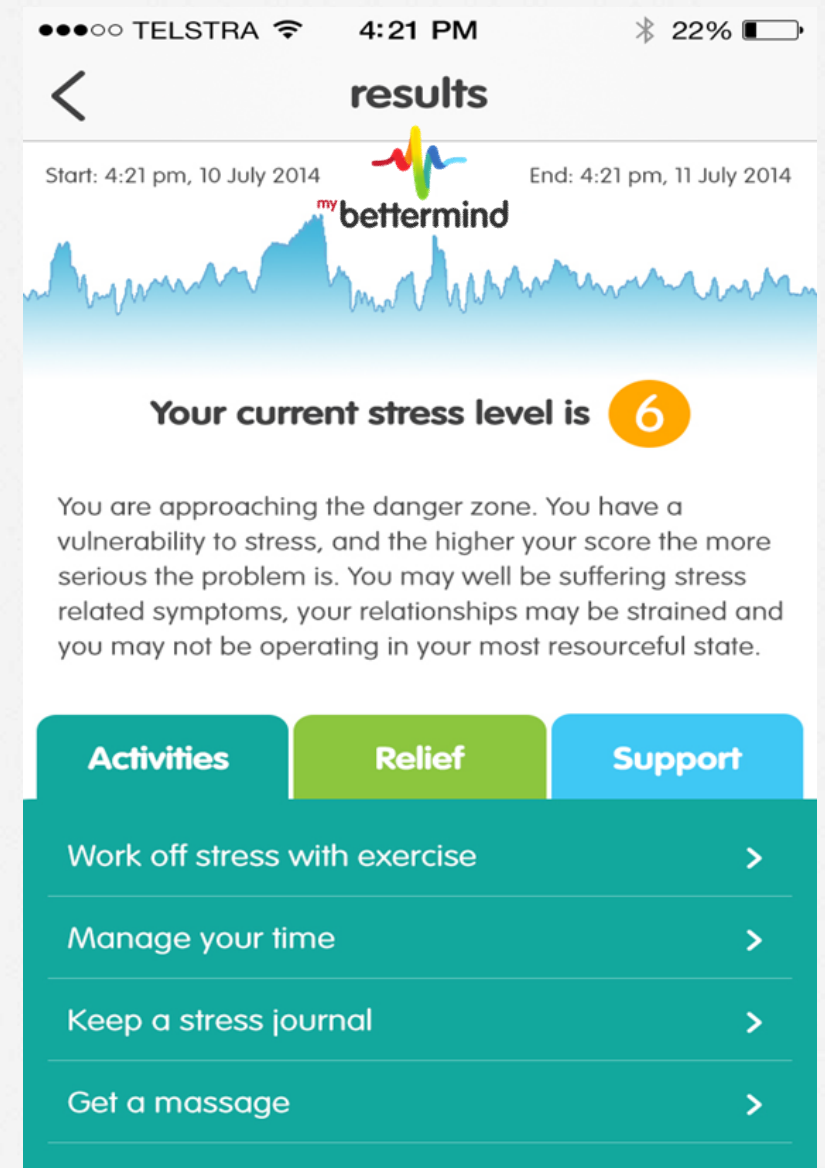 ●●●○○ TELSTRA 4:21 PM 22%
results
Start: 4:21 pm, 10 July 2014 End: 4:21 pm, 11 July 2014
my bettermind
Your current stress level is 6
You are approaching the danger zone. You have a
vulnerability to stress, and the higher your score the more
serious the problem is. You may well be suffering stress
related symptoms, your relationships may be strained and
you may not be operating in your most resourceful state.
Activities Relief Support
Work off stress with exercise
Manage your time
Keep a stress journal
Get a massage